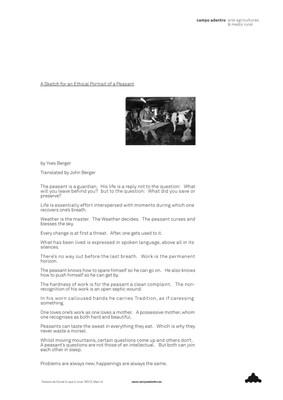 campo adentro arte agriculturas
& medio rural
A Sketch for an Ethical Portrait of a Peasant
by Yves Berger
Translated by John Berger
The peasant is a guardian. His life is a reply not to the question: What
will you leave behind you? but to the question: What did you save or
preserve?
Life is essentially effort interspersed with moments during which one
recovers one's breath.
Weather is the master. The Weather decides. The peasant curses and
blesses the sky.
Every change is at first a threat. After, one gets used to it.
What has been lived is expressed in spoken language, above all in its
silences.
There's no way out before the last breath. Work is the permanent
horizon.
The peasant knows how to spare himself so he can go on. He also knows
how to push himself so he can get by.
The hardness of work is for the peasant a clean complaint. The non-
recognition of his work is an open septic wound.
In his worn calloused hands he carries Tradition, as if caressing
something.
One loves one's work as one loves a mother. A possessive mother, whom
one recognises as both hard and beautiful.
Peasants can taste the sweat in everything they eat. Which is why they
never waste a morsel.
Whilst moving mountains, certain questions come up and others don't.
A peasant's questions are not those of an intellectual. But both can join
each other in sleep.
Problems are always new, happenings are always the same.
www.campoadentro.es